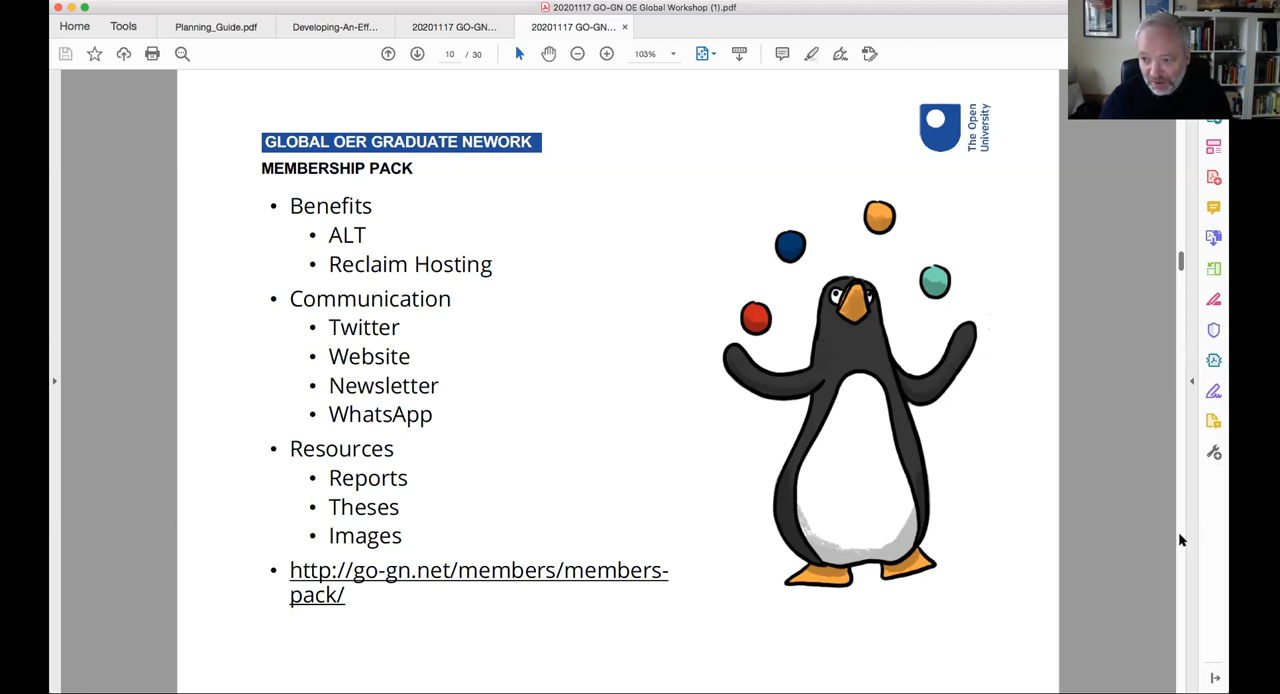 20201117 GO-GN OE Global Workshop (1).pdf
Home
Tools
Planning_Guide.pdf
Developing-An-Eff...
20201117 GO-GN...
20201117 GO-GN...
10 / 30
103%
The Open
University
GLOBAL OER GRADUATE NEWORK
MEMBERSHIP PACK
• Benefits
• ALT
• Reclaim Hosting
• Communication
• Twitter
• Website
• Newsletter
• WhatsApp
• Resources
• Reports
• Theses
• Images
• http://go-gn.net/members/members-
pack/